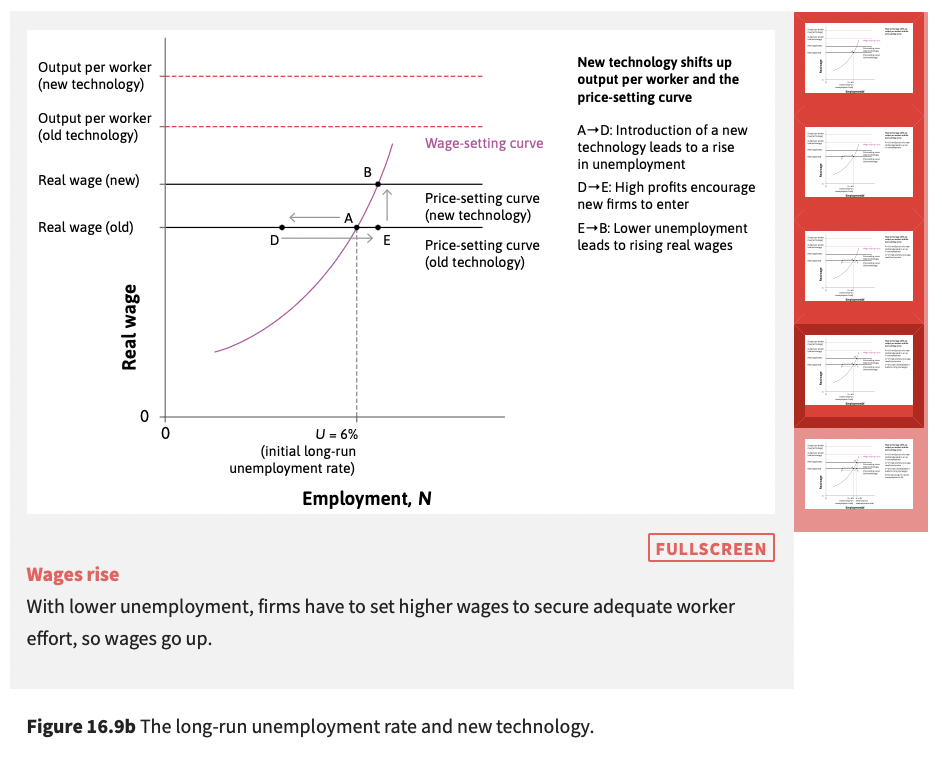 Output per worker
(new technology)
Output per worker
(old technology)
Real wage (new)
Real wage (old)
Real wage
0
0
Wage-setting curve
B
Price-setting curve
(new technology)
A
D
E
Price-setting curve
(old technology)
U = 6%
(initial long-run
unemployment rate)
Employment, N
New technology shifts up
output per worker and the
price-setting curve
A→D: Introduction of a new
technology leads to a rise
in unemployment
D→E: High profits encourage
new firms to enter
E→B: Lower unemployment
leads to rising real wages
FULLSCREEN
Wages rise
With lower unemployment, firms have to set higher wages to secure adequate worker
effort, so wages go up.
Figure 16.9b The long-run unemployment rate and new technology.